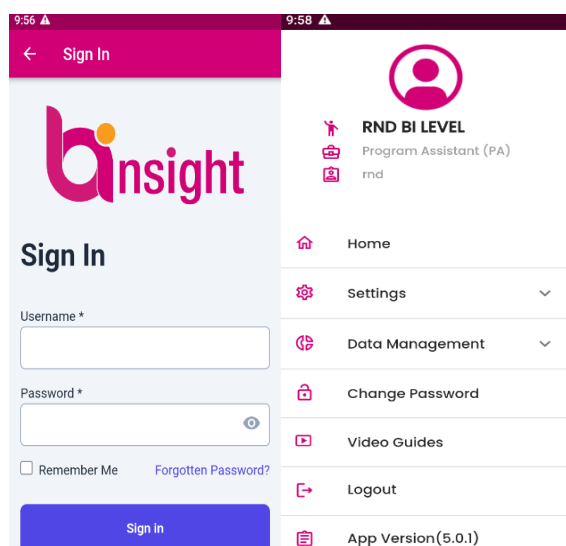 9:56
Sign In
binsight
Sign In
Username *
Password *
Remember Me
Forgotten Password?
Sign in
9:58
RND BI LEVEL
Program Assistant (PA)
rnd
Home
Settings
Data Management
Change Password
Video Guides
Logout
App Version(5.0.1)